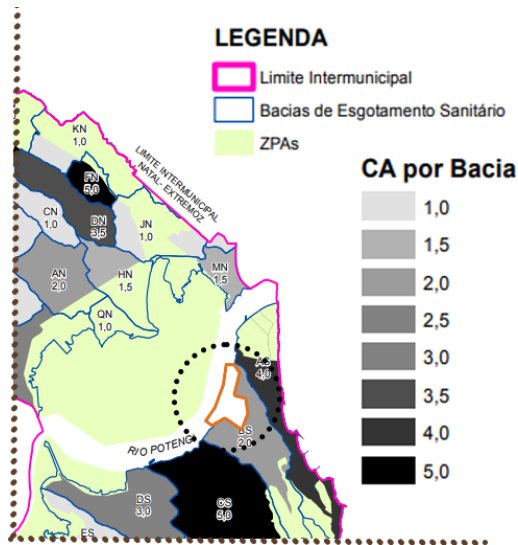 LEGENDA
Limite Intermunicipal
Bacias de Esgotamento Sanitário
ZPAs
CA por Bacia
1,0
1,5
2,0
2,5
3,0
3,5
4,0
5,0
KN
1,0
LIMITE INTERMUNICIPAL
NATAL- EXTREMOZ
FN
5,0
CN
1,0
DN
3,5
JN
1,0
AN
2,0
HN
1,5
MN
1,5
QN
1,0
AS
4,0
BS
2,0
RIO POTENG
DS
3,0
CS
5,0
ES